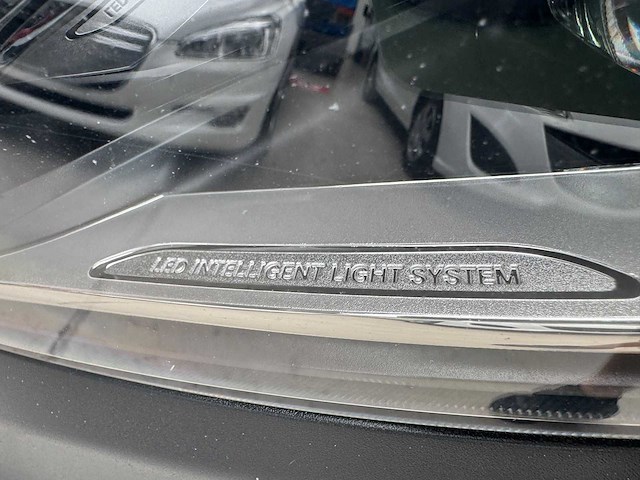 LED INTELLIGENT LIGHT SYSTEM